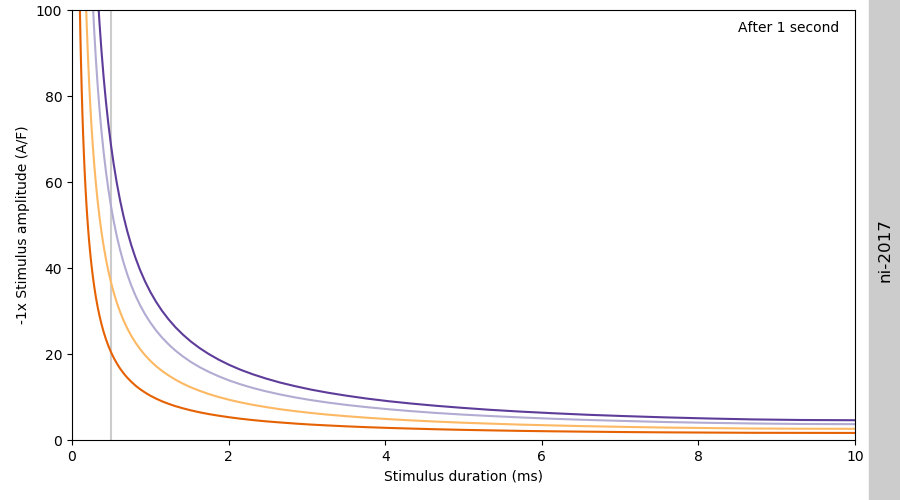 After 1 second
100
80
60
40
20
0
-1x Stimulus amplitude (A/F)
0 2 4 6 8 10
Stimulus duration (ms)
ni-2017